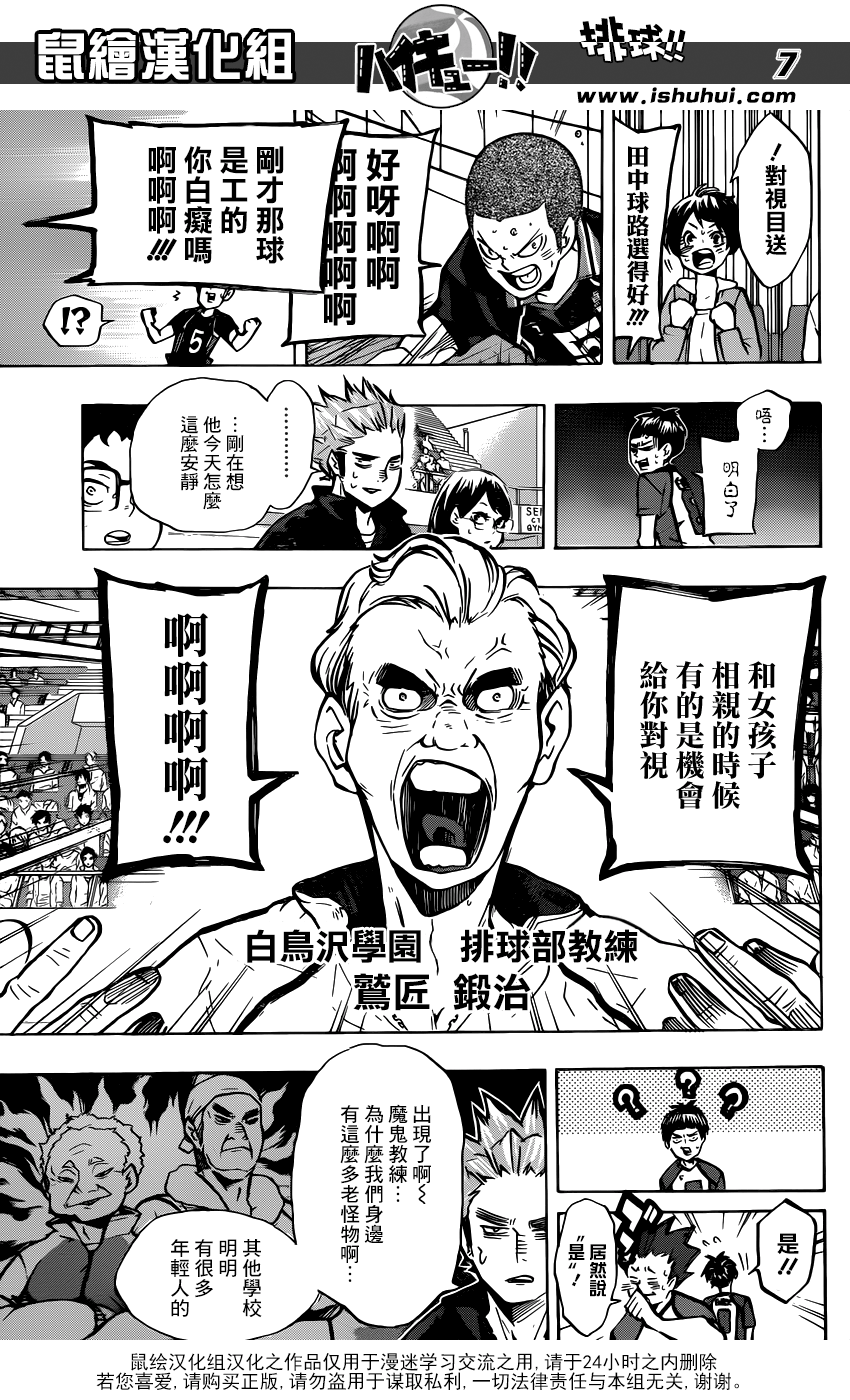 鼠繪漢化組
ハイキュー!!
排球!!
7
www.ishuhui.com
對視目送!
田中球路選得好!!!
好呀啊啊
啊啊啊啊啊
剛才那球
是工的
你白癡嗎
啊啊啊!!!
5
!?
唔…
明白了
………
…剛在想
他今天怎麼
這麼安靜
SEN
CI
GYM
和女孩子
相親的時候
有的是機會
給你對視
啊啊啊啊!!!
白鳥沢學園 排球部教練
鷲匠 鍛治
? ? ?
是!!
居然說
“是”!
出現了啊~
魔鬼教練…
為什麼我們身邊
有這麼多老怪物啊…
其他學校
明明
有很多
年輕人的
鼠绘汉化组汉化之作品仅用于漫迷学习交流之用, 请于24小时之内删除
若您喜爱, 请购买正版, 请勿盗用于谋取私利, 一切法律责任与本组无关, 谢谢。